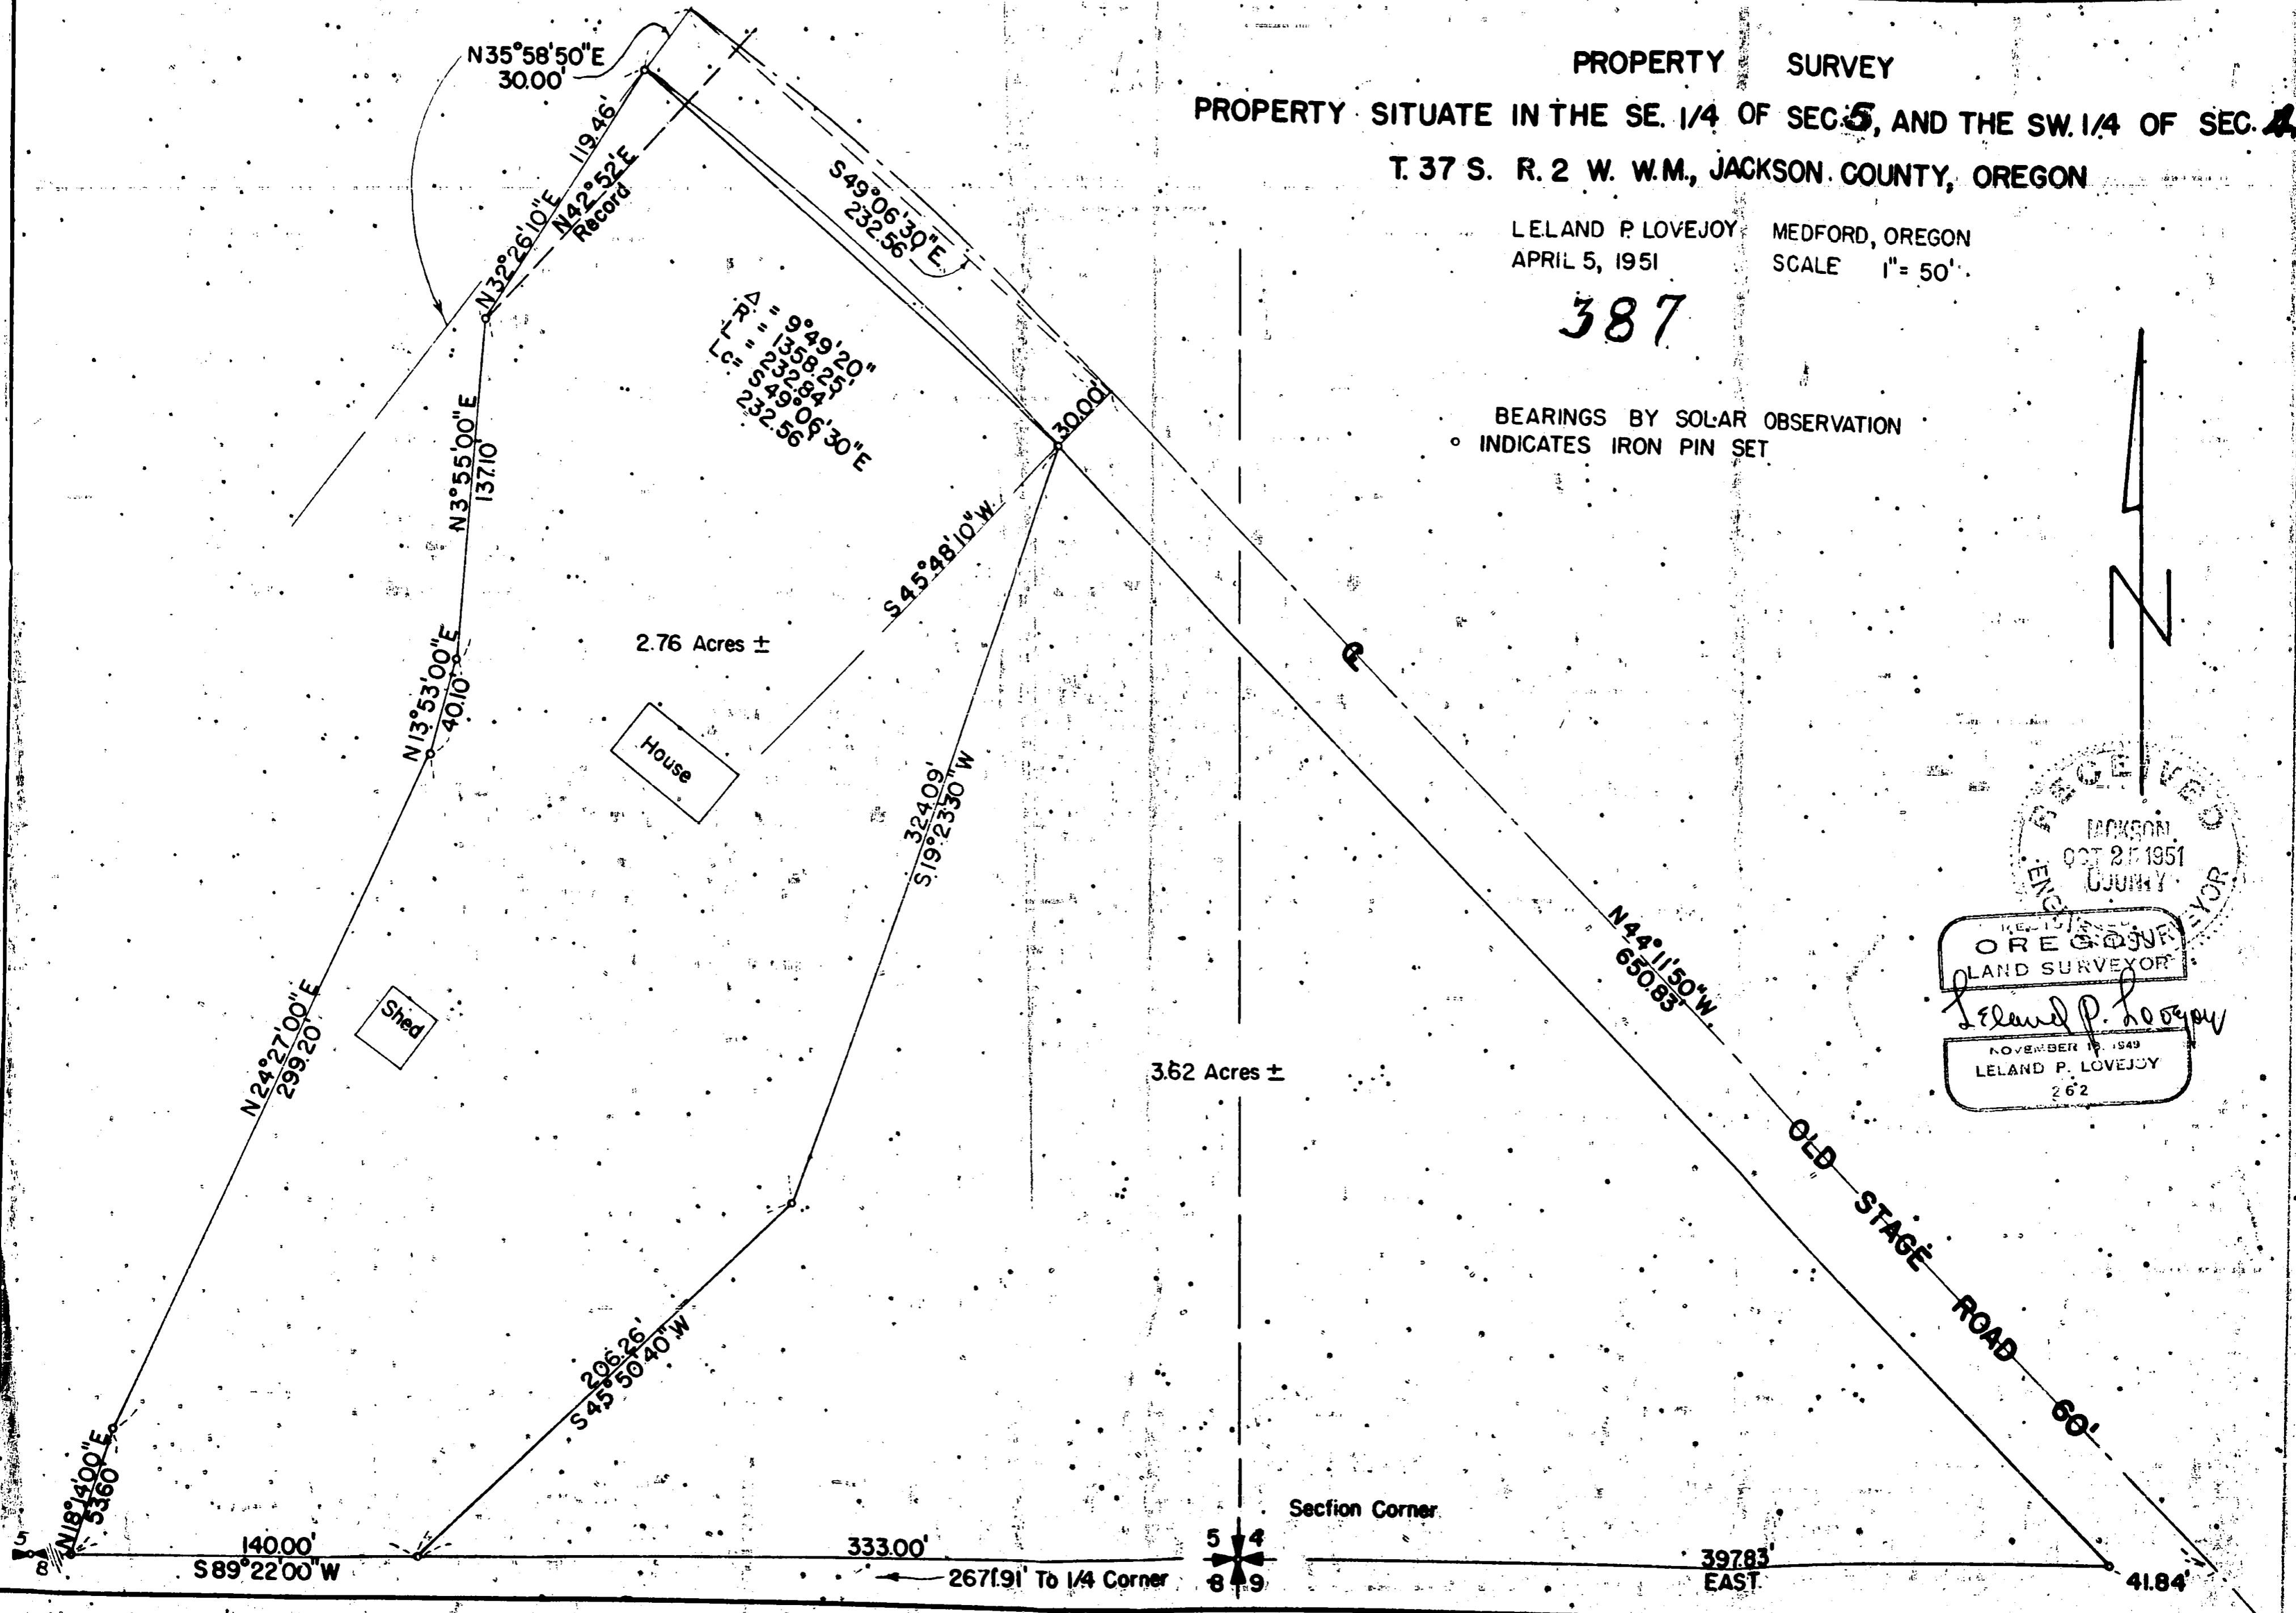 PROPERTY SURVEY
PROPERTY SITUATE IN THE SE. 1/4 OF SEC. 5, AND THE SW. 1/4 OF SEC. 4,
T. 37 S. R. 2 W. W.M., JACKSON COUNTY, OREGON
LELAND P. LOVEJOY MEDFORD, OREGON
APRIL 5, 1951 SCALE 1"= 50'
387
BEARINGS BY SOLAR OBSERVATION
INDICATES IRON PIN SET
N35°58'50"E
30.00'
119.46'
N32°26'10"E
N42°52'E
Record
S49°06'30"E
232.56'
Δ = 9°49'20"
R = 1358.25'
L = 232.84'
Lc= S49°06'30"E
232.56'
30.00'
N3°55'00"E
137.10'
S45°48'10"W
2.76 Acres ±
N13°53'00"E
40.10'
House
324.09'
S19°23'30"W
N
℄
N44°11'50"W
650.83'
RECEIVED
JACKSON
OCT 1951
COUNTY
OREGON
LAND SURVEYOR
Leland P. Lovejoy
NOVEMBER 1949
LELAND P. LOVEJOY
262
N24°27'00"E
299.20'
Shed
3.62 Acres ±
OLD STAGE ROAD 60'
206.26'
S45°50'40"W
N18°14'00"E
53.60'
Section Corner
5
8
140.00'
S89°22'00"W
333.00'
2671.91' To 1/4 Corner
5 4
8 9
397.83'
EAST
41.84'